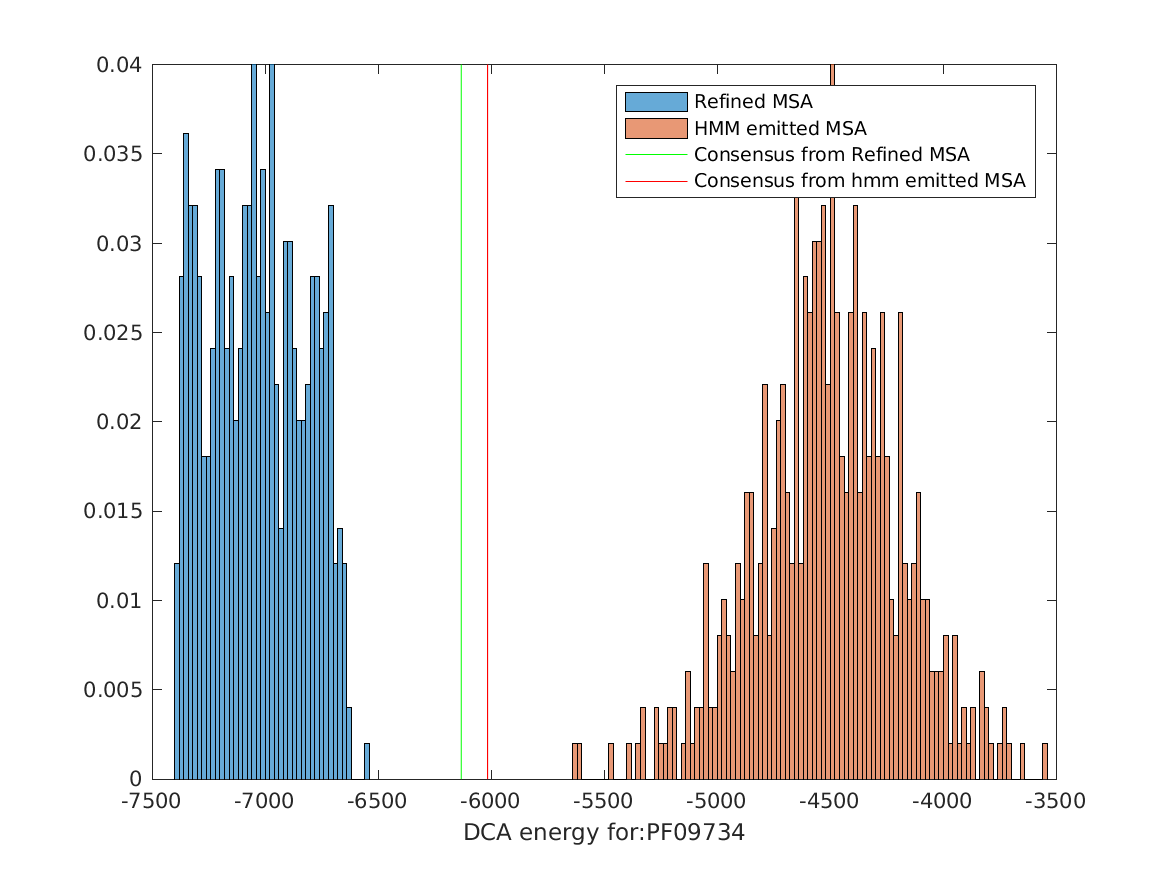 0.04
0.035
0.03
0.025
0.02
0.015
0.01
0.005
0
Refined MSA
HMM emitted MSA
Consensus from Refined MSA
Consensus from hmm emitted MSA
-7500 -7000 -6500 -6000 -5500 -5000 -4500 -4000 -3500
DCA energy for:PF09734